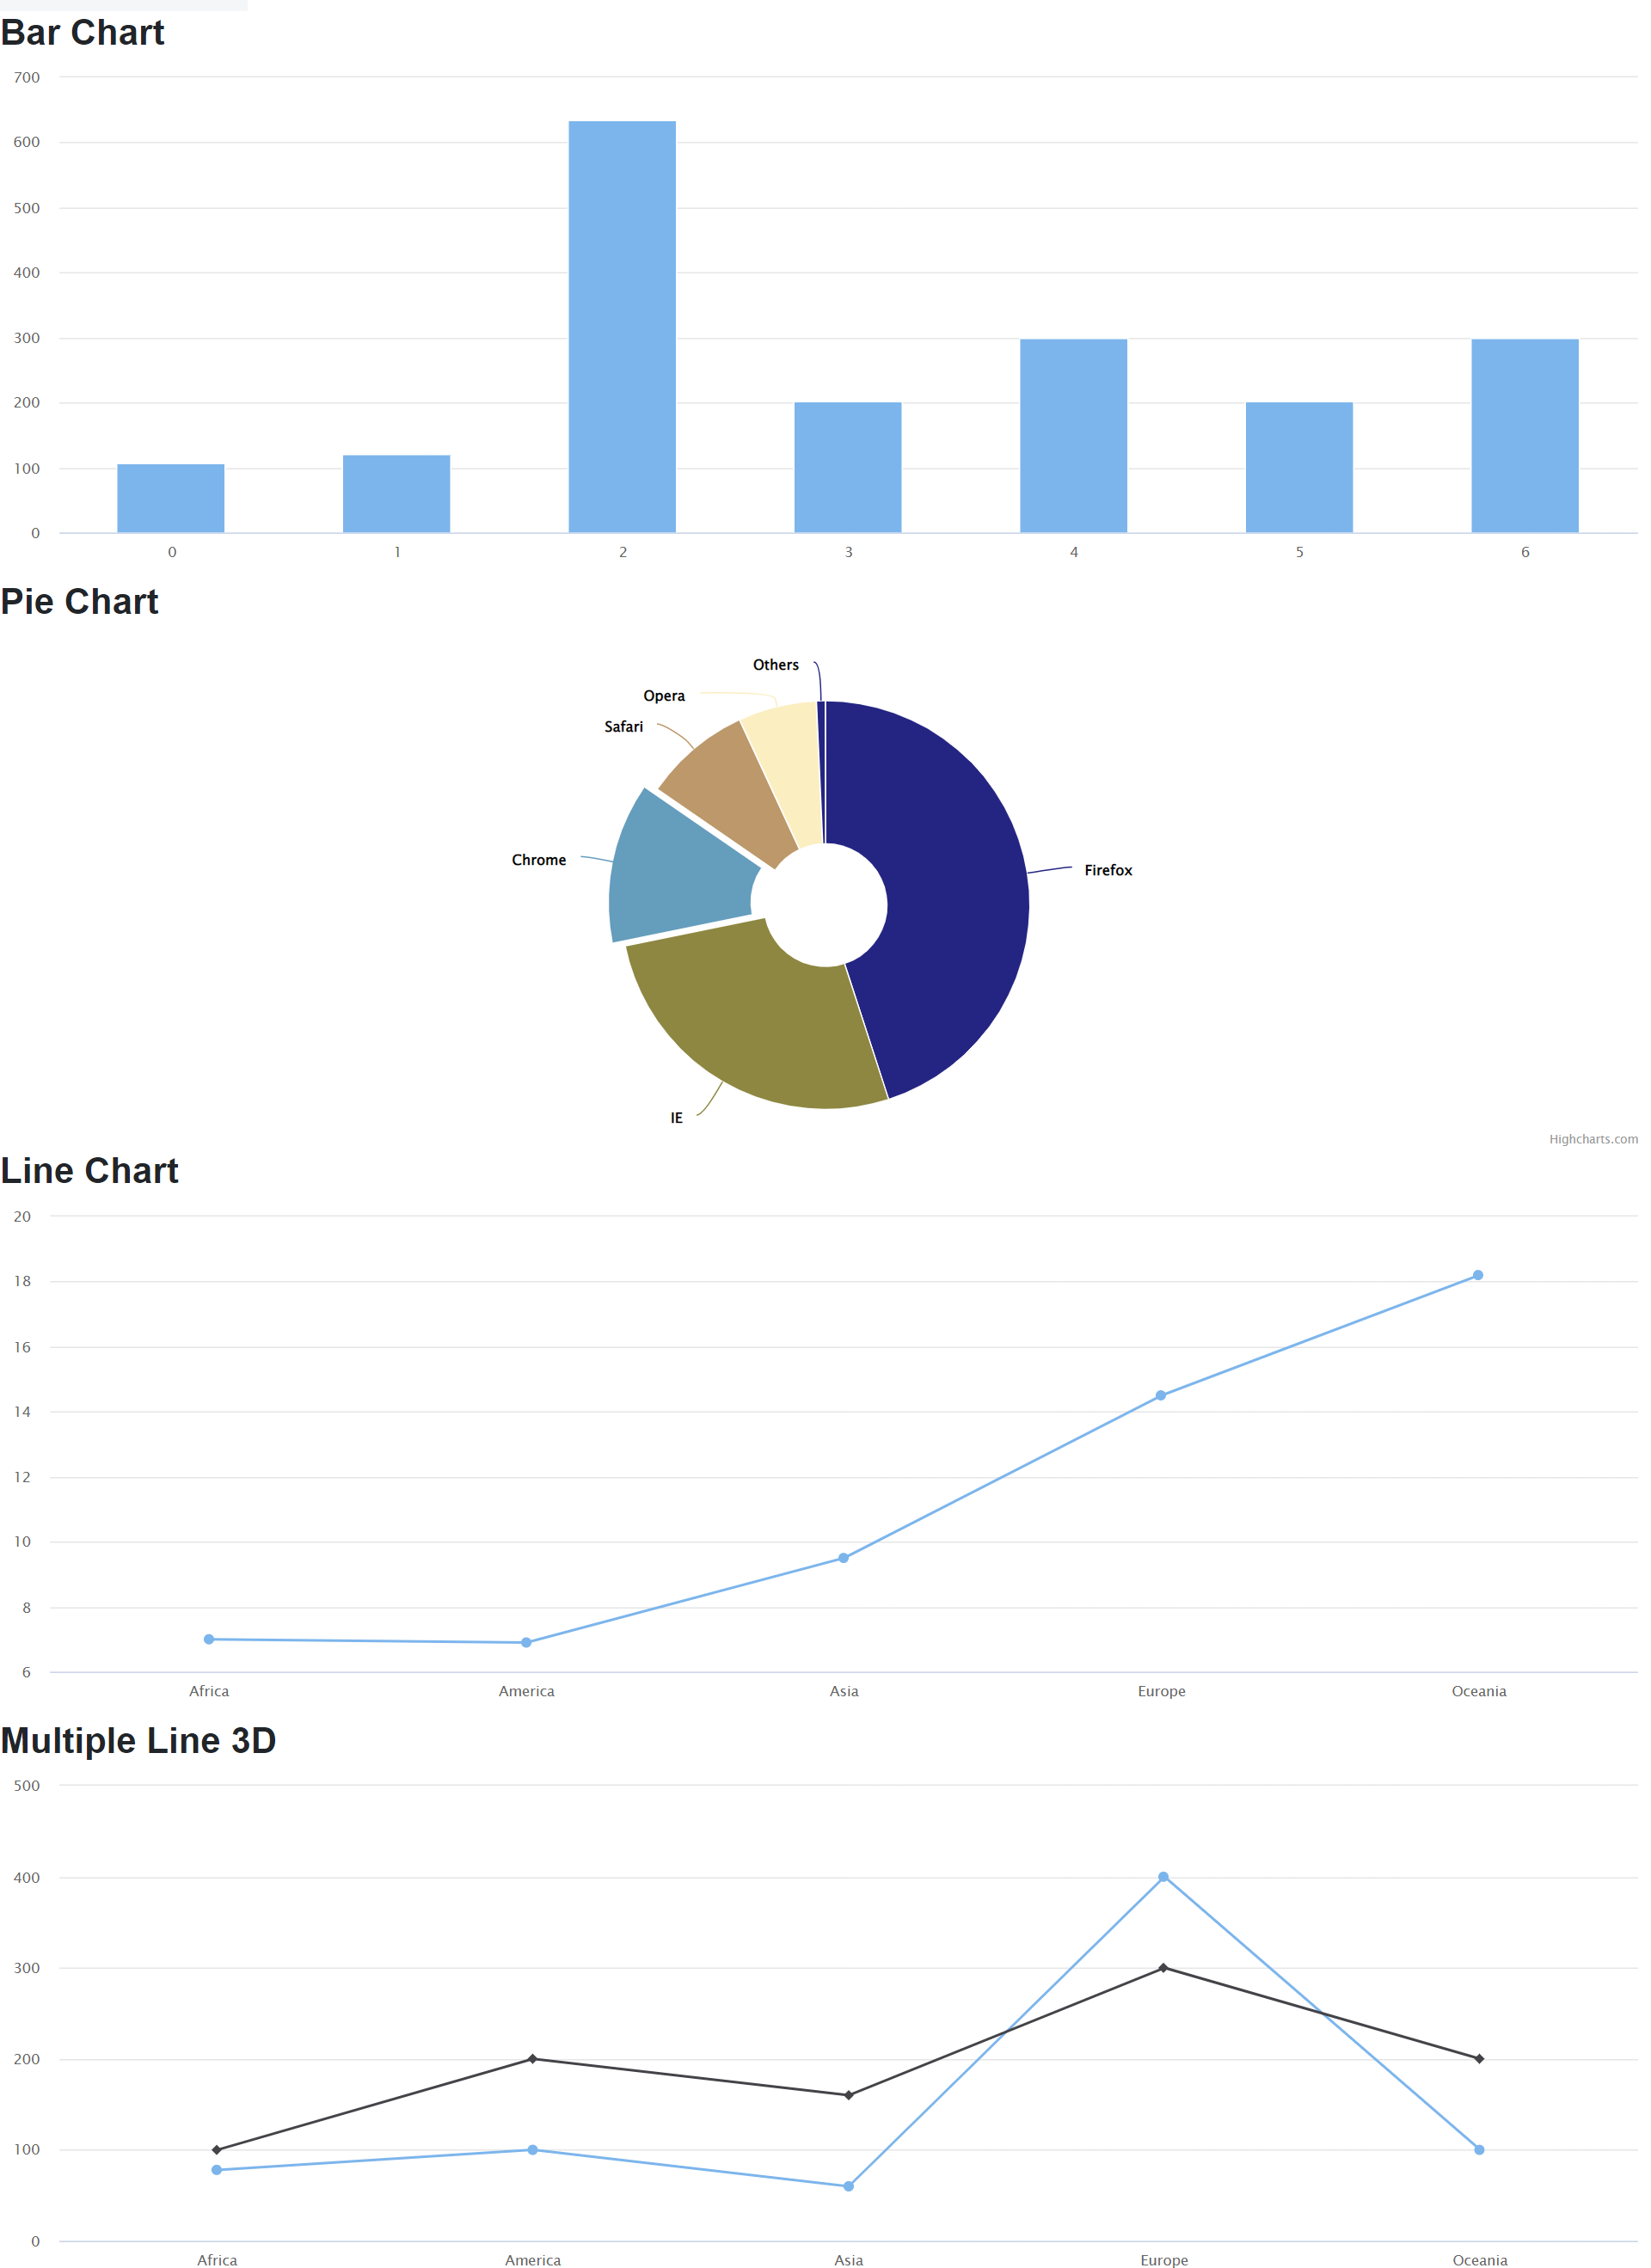 Bar Chart
700
600
500
400
300
200
100
0
0 1 2 3 4 5 6
Pie Chart
Others
Opera
Safari
Chrome
Firefox
IE
Highcharts.com
Line Chart
20
18
16
14
12
10
8
6
Africa America Asia Europe Oceania
Multiple Line 3D
500
400
300
200
100
0
Africa America Asia Europe Oceania